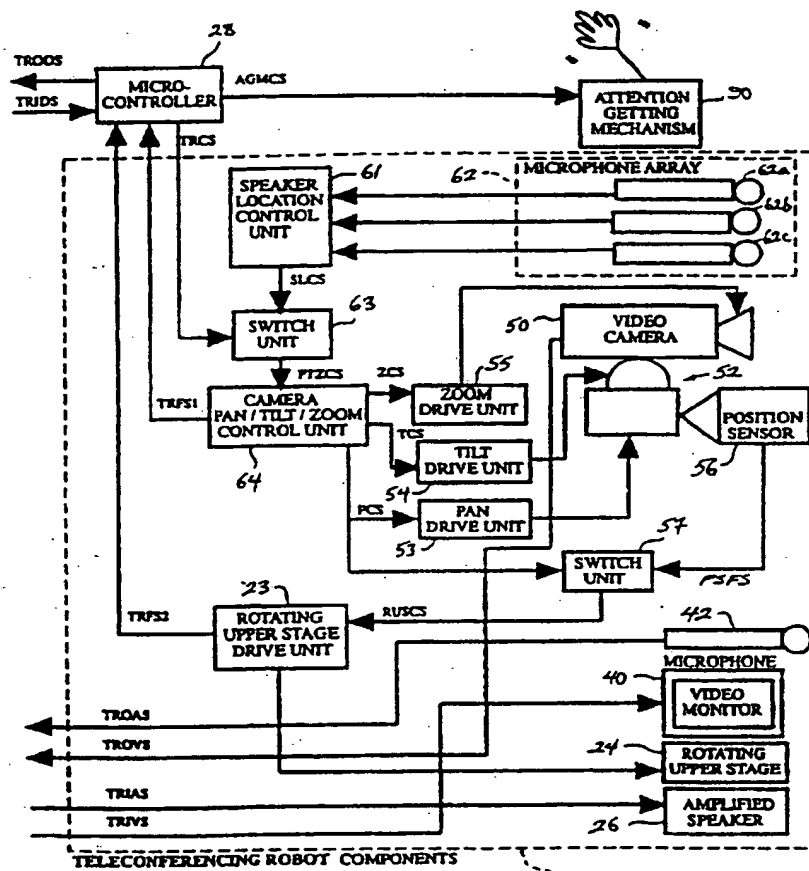 28
TRODS
TRIDS
MICRO-
CONTROLLER
AGMCS
ATTENTION
GETTING
MECHANISM
90
TRCS
61
SPEAKER
LOCATION
CONTROL
UNIT
62
MICROPHONE ARRAY
62a
62b
62c
SLCS
63
SWITCH
UNIT
50
VIDEO
CAMERA
PTZCS
ZCS
55
ZOOM
DRIVE UNIT
52
TRFS1
CAMERA
PAN / TILT / ZOOM
CONTROL UNIT
64
TCS
TILT
DRIVE UNIT
54
POSITION
SENSOR
56
PCS
PAN
DRIVE UNIT
53
57
SWITCH
UNIT
PSFS
23
RUSCS
TRFS2
ROTATING
UPPER STAGE
DRIVE UNIT
42
MICROPHONE
40
VIDEO
MONITOR
TROAS
TROVS
24
ROTATING
UPPER STAGE
TRIAS
AMPLIFIED
SPEAKER
26
TRIVS
TELECONFERENCING ROBOT COMPONENTS